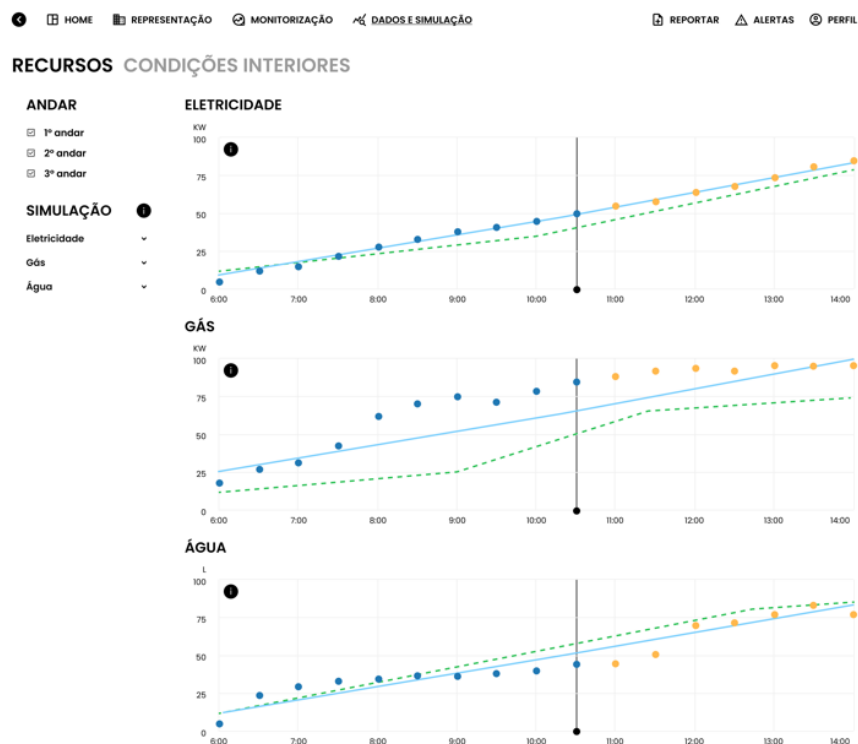 HOME REPRESENTAÇÃO MONITORIZAÇÃO DADOS E SIMULAÇÃO REPORTAR ALERTAS PERFIL
RECURSOS CONDIÇÕES INTERIORES
ANDAR
1º andar
2º andar
3º andar
SIMULAÇÃO i
Eletricidade
Gás
Água
ELETRICIDADE
KW
i
100
75
50
25
0
6:00 7:00 8:00 9:00 10:00 11:00 12:00 13:00 14:00
GÁS
KW
i
100
75
50
25
0
6:00 7:00 8:00 9:00 10:00 11:00 12:00 13:00 14:00
ÁGUA
L
i
100
75
50
25
0
6:00 7:00 8:00 9:00 10:00 11:00 12:00 13:00 14:00